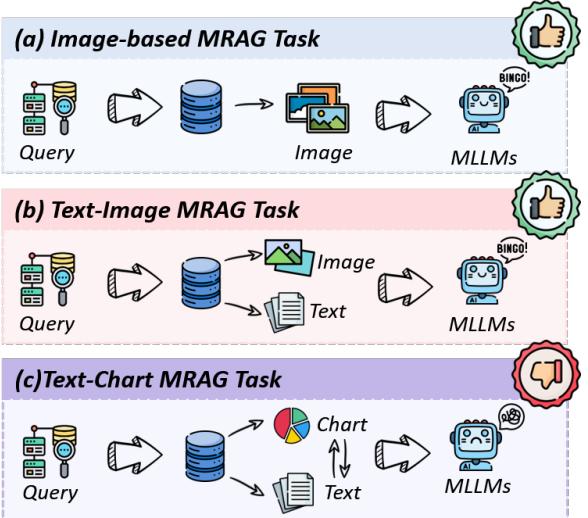 (a) Image-based MRAG Task
BINGO!
AI
Query
Image
MLLMs
(b) Text-Image MRAG Task
BINGO!
Image
AI
Text
Query
MLLMs
(c)Text-Chart MRAG Task
Chart
AI
Query
Text
MLLMs